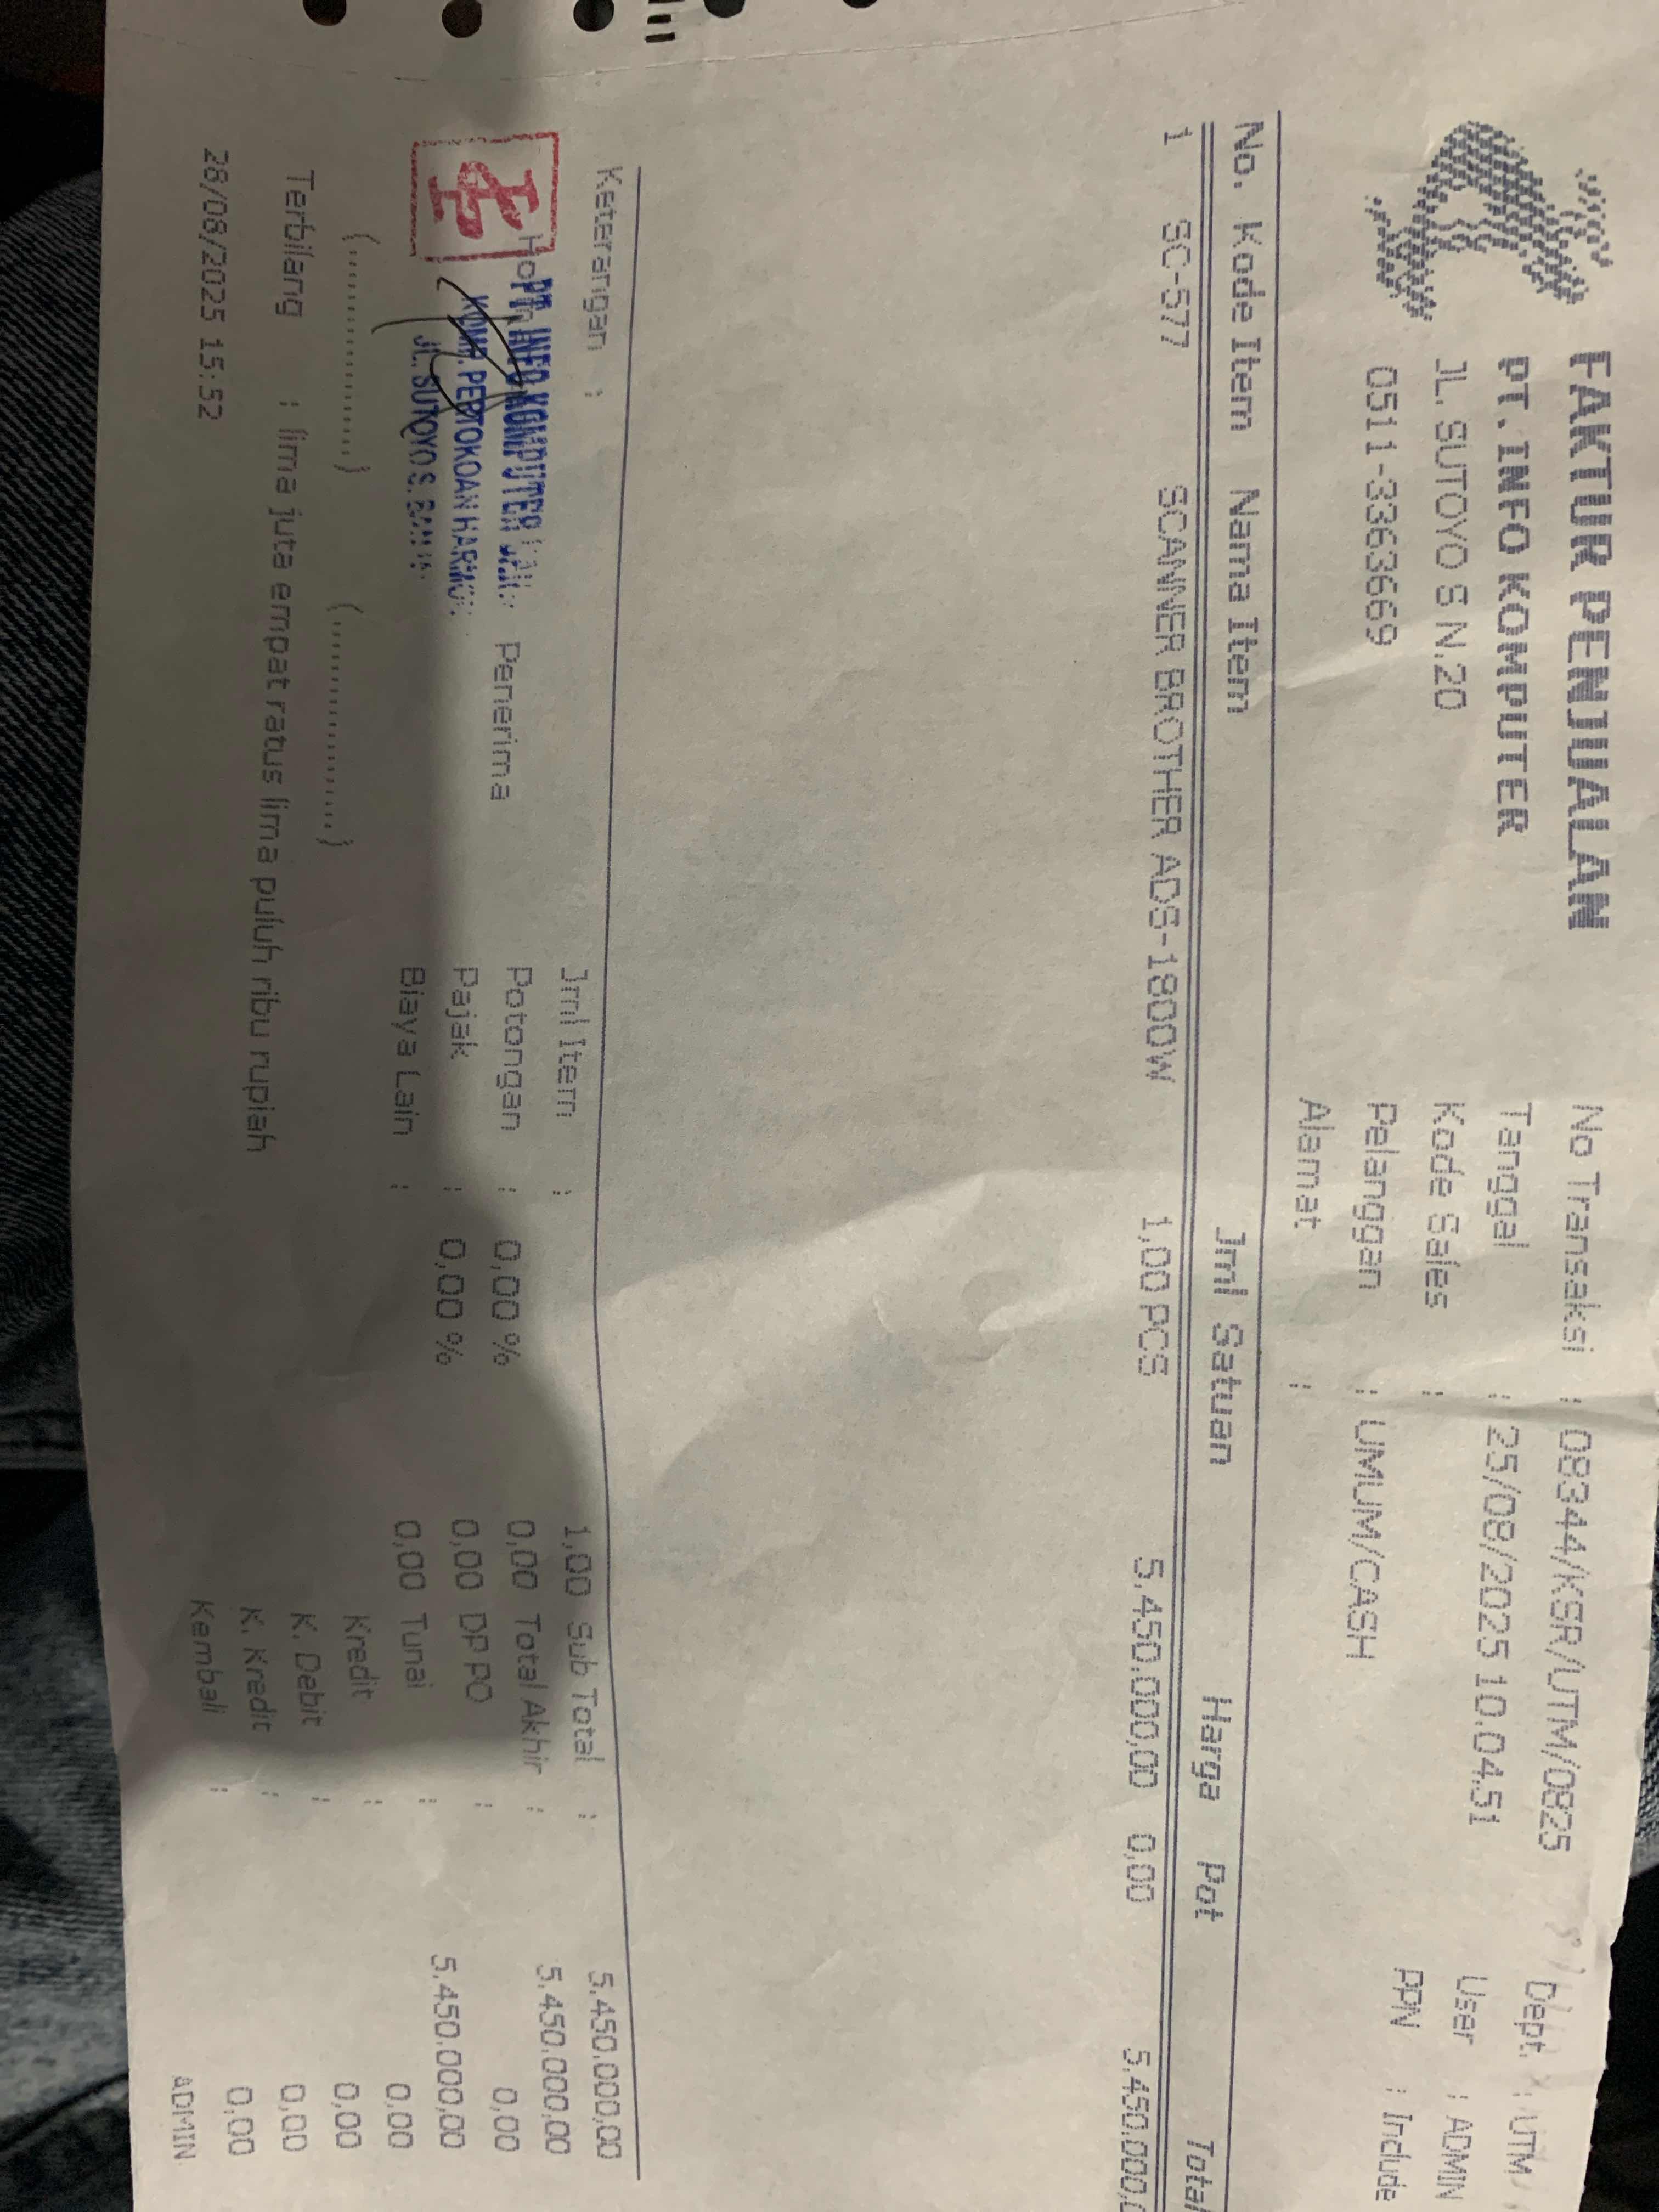 FAKTUR PENJUALAN
PT. INFO KOMPUTER
JL. SUTOYO S N.20
0511-3363669
No Transaksi : 08344/KSR/UTM/0825
Tanggal : 25/08/2025 10.04.51
Kode Sales :
Pelanggan : UMUM/CASH
Alamat :
Dept. : UTM
User : ADMIN
PPN : Include
No. Kode Item Nama Item Jml Satuan Harga Pot Total
1 SC-577 SCANNER BROTHER ADS-1800W 1,00 PCS 5.450.000,00 0,00 5.450.000,0
Keterangan :
Penerima
PT INFO KOMPUTER
KOMP. PERTOKOAN
JL. SUTOYO S.
(..............) (..................)
Jml Item : 1,00
Potongan : 0,00 % 0,00
Pajak : 0,00 % 0,00
Biaya Lain : 0,00
Sub Total : 5.450.000,00
Total Akhir : 5.450.000,00
DP PO : 0,00
Tunai : 5.450.000,00
Kredit : 0,00
K. Debit : 0,00
K. Kredit : 0,00
Kembali : 0,00
Terbilang : lima juta empat ratus lima puluh ribu rupiah
28/08/2025 15:52
ADMIN